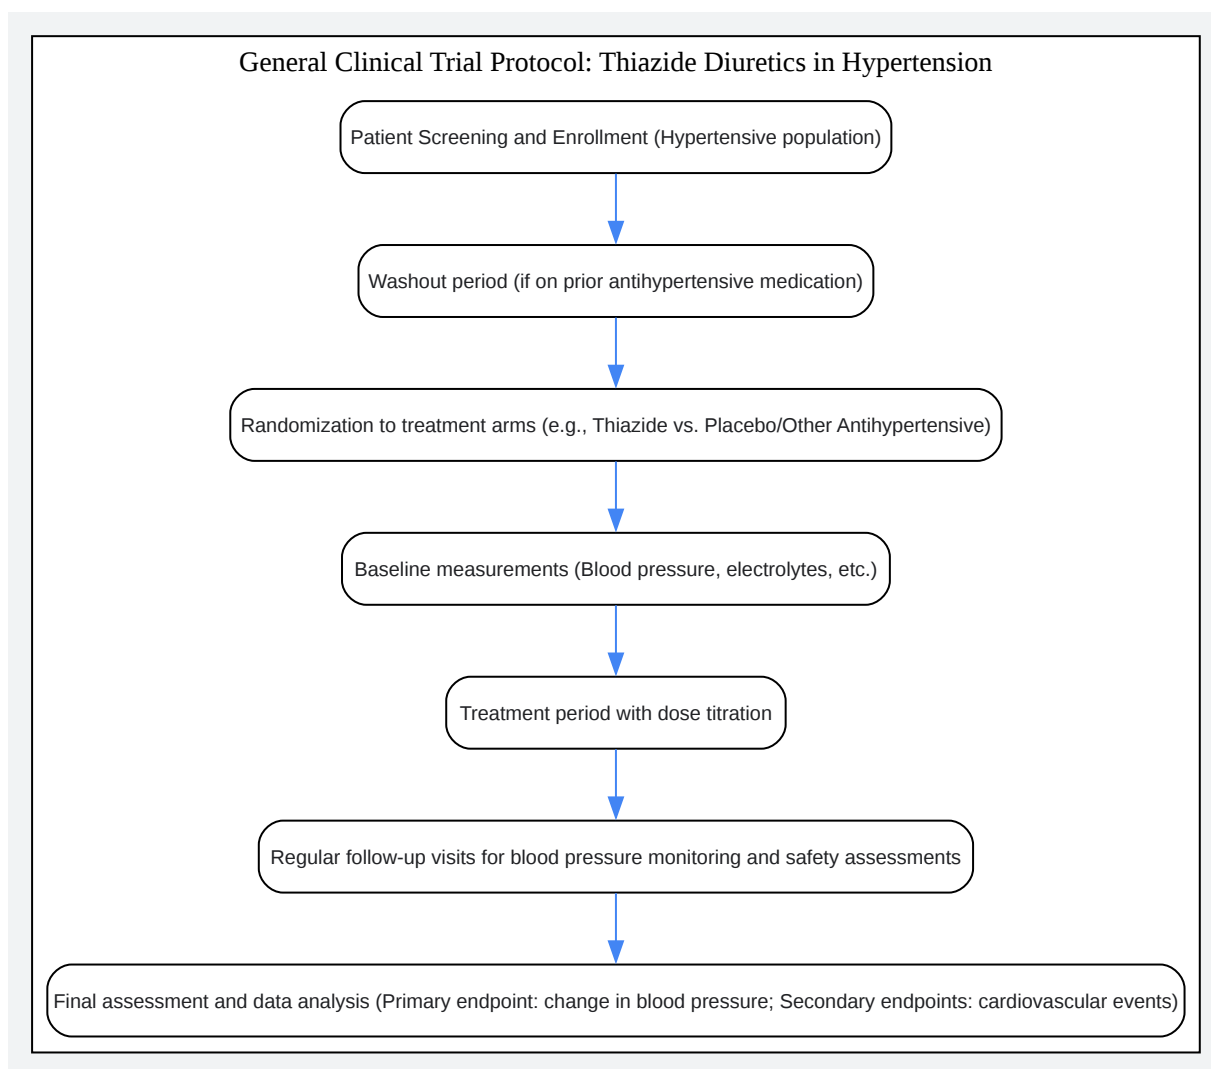 General Clinical Trial Protocol: Thiazide Diuretics in Hypertension
Patient Screening and Enrollment (Hypertensive population)
Washout period (if on prior antihypertensive medication)
Randomization to treatment arms (e.g., Thiazide vs. Placebo/Other Antihypertensive)
Baseline measurements (Blood pressure, electrolytes, etc.)
Treatment period with dose titration
Regular follow-up visits for blood pressure monitoring and safety assessments
Final assessment and data analysis (Primary endpoint: change in blood pressure; Secondary endpoints: cardiovascular events)